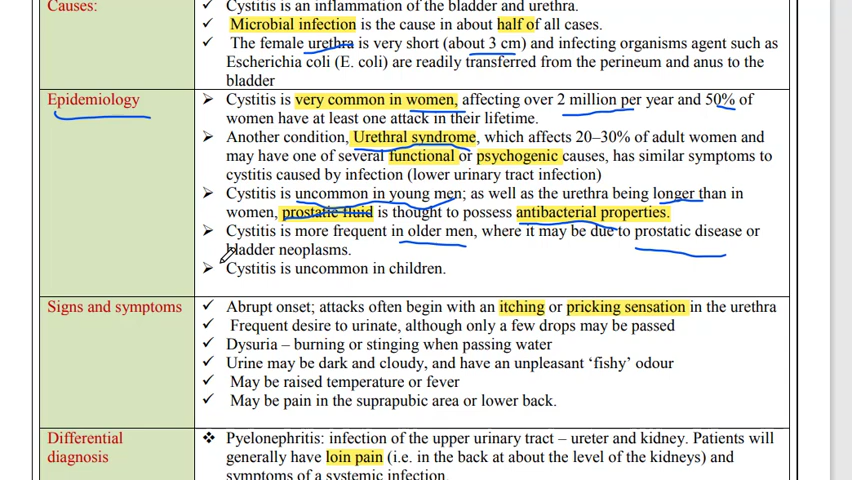 Causes:
Cystitis is an inflammation of the bladder and urethra.
✓ Microbial infection is the cause in about half of all cases.
✓ The female urethra is very short (about 3 cm) and infecting organisms agent such as
Escherichia coli (E. coli) are readily transferred from the perineum and anus to the
bladder
Epidemiology
➢ Cystitis is very common in women, affecting over 2 million per year and 50% of
women have at least one attack in their lifetime.
➢ Another condition, Urethral syndrome, which affects 20–30% of adult women and
may have one of several functional or psychogenic causes, has similar symptoms to
cystitis caused by infection (lower urinary tract infection)
➢ Cystitis is uncommon in young men; as well as the urethra being longer than in
women, prostatic fluid is thought to possess antibacterial properties.
➢ Cystitis is more frequent in older men, where it may be due to prostatic disease or
bladder neoplasms.
➢ Cystitis is uncommon in children.
Signs and symptoms
✓ Abrupt onset; attacks often begin with an itching or pricking sensation in the urethra
✓ Frequent desire to urinate, although only a few drops may be passed
✓ Dysuria – burning or stinging when passing water
✓ Urine may be dark and cloudy, and have an unpleasant ‘fishy’ odour
✓ May be raised temperature or fever
✓ May be pain in the suprapubic area or lower back.
Differential
diagnosis
❖ Pyelonephritis: infection of the upper urinary tract – ureter and kidney. Patients will
generally have loin pain (i.e. in the back at about the level of the kidneys) and
symptoms of a systemic infection.